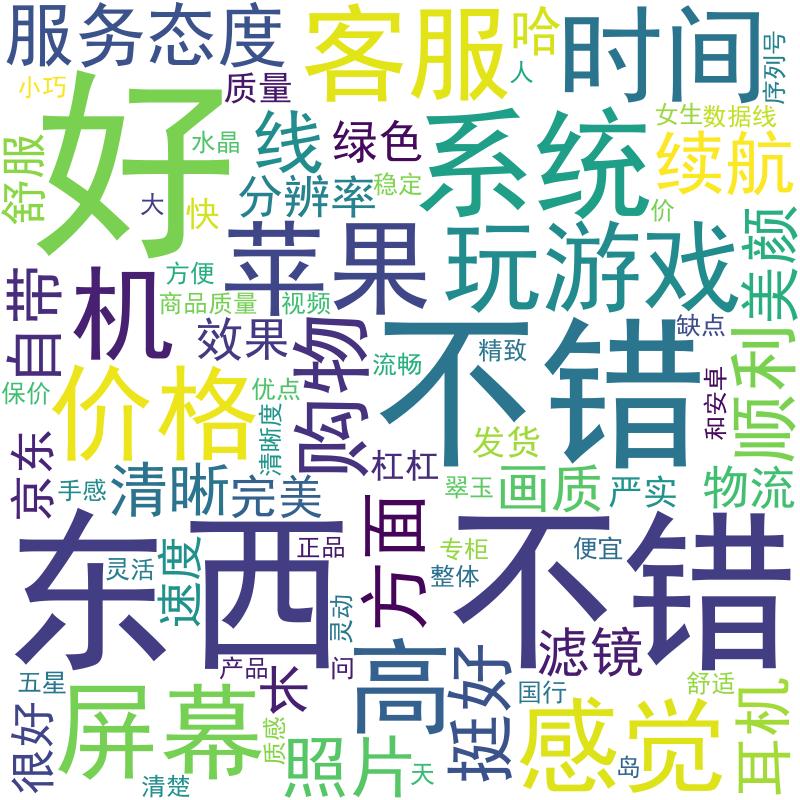 服务态度
客服
哈
时间
序列号
人
小巧
质量
好
水晶
线
绿色
系统
女生
数据线
续航
舒服
大
快
分辨率
稳定
价
苹果
玩游戏
美颜
自带
机
方便
商品质量
视频
效果
购物
不错
精致
缺点
顺利
和安卓
保价
价格
优点
流畅
清晰度
京东
发货
杠杠
手感
清晰
完美
翠玉
画质
严实
物流
东西
方面
不错
速度
正品
灵活
专柜
整体
便宜
灵动
滤镜
五星
产品
问
长
高
挺好
国行
舒适
很好
屏幕
质感
照片
天
感觉
岛
耳机
清楚